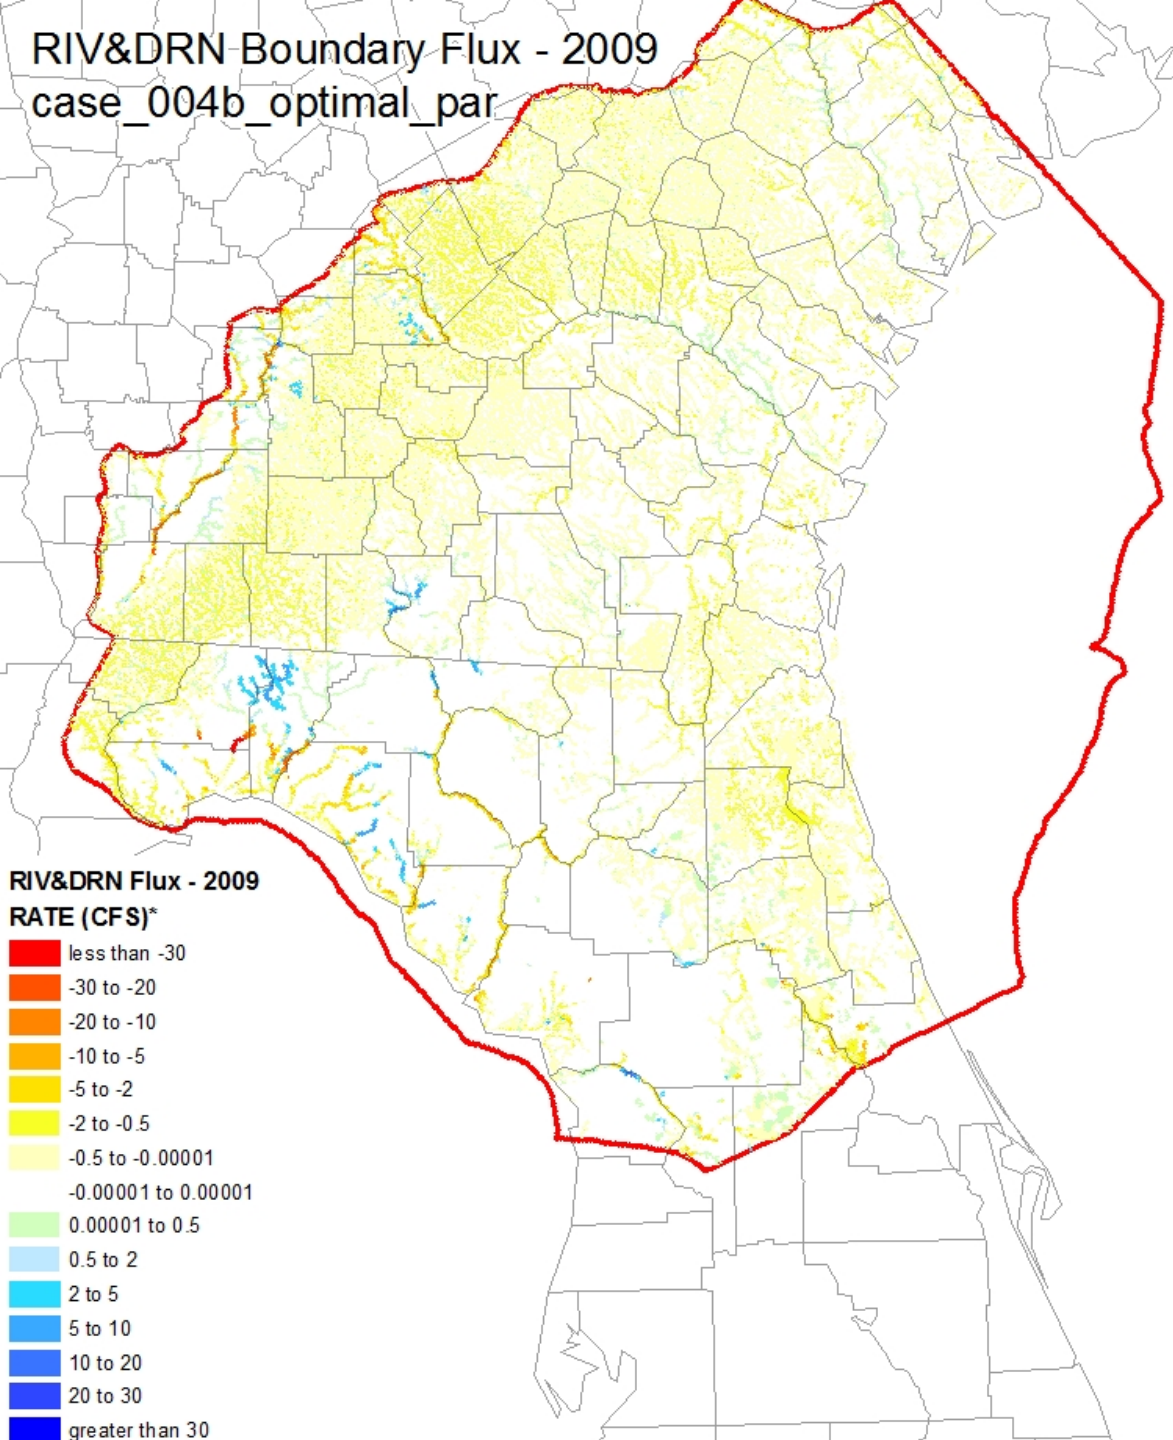 RIV&DRN Boundary Flux - 2009
case_004b_optimal_par
RIV&DRN Flux - 2009
RATE (CFS)*
less than -30
-30 to -20
-20 to -10
-10 to -5
-5 to -2
-2 to -0.5
-0.5 to -0.00001
-0.00001 to 0.00001
0.00001 to 0.5
0.5 to 2
2 to 5
5 to 10
10 to 20
20 to 30
greater than 30